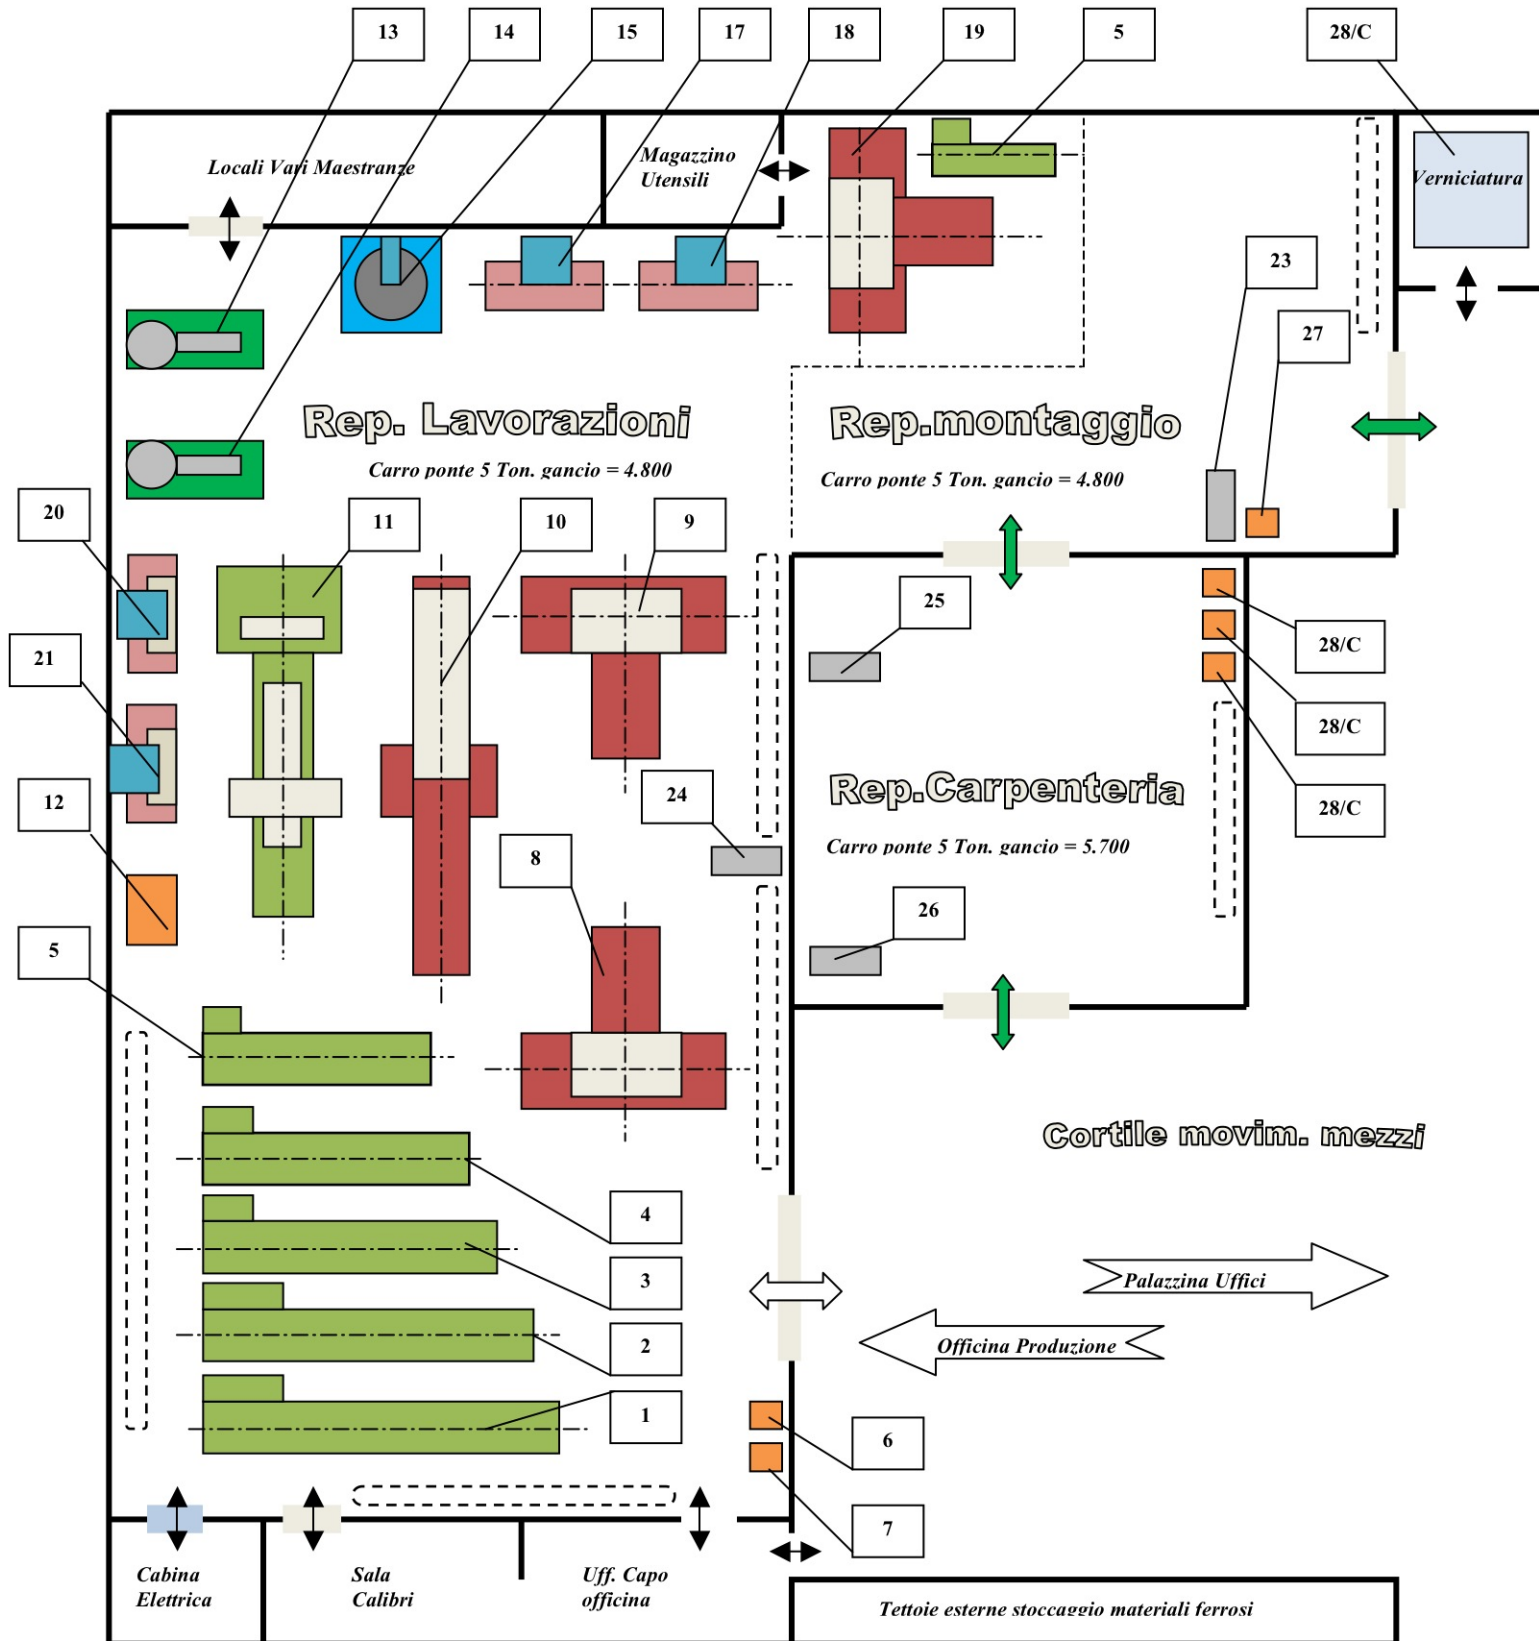 13
14
15
17
18
19
5
28/C
Locali Vari Maestranze
Magazzino
Utensili
Verniciatura
23
27
Rep. Lavorazioni
Carro ponte 5 Ton. gancio = 4.800
Rep.montaggio
Carro ponte 5 Ton. gancio = 4.800
20
11
10
9
25
28/C
21
28/C
12
24
Rep.Carpenteria
Carro ponte 5 Ton. gancio = 5.700
28/C
8
26
5
Cortile movim. mezzi
4
3
Palazzina Uffici
2
Officina Produzione
1
6
7
Cabina
Elettrica
Sala
Calibri
Uff. Capo
officina
Tettoie esterne stoccaggio materiali ferrosi